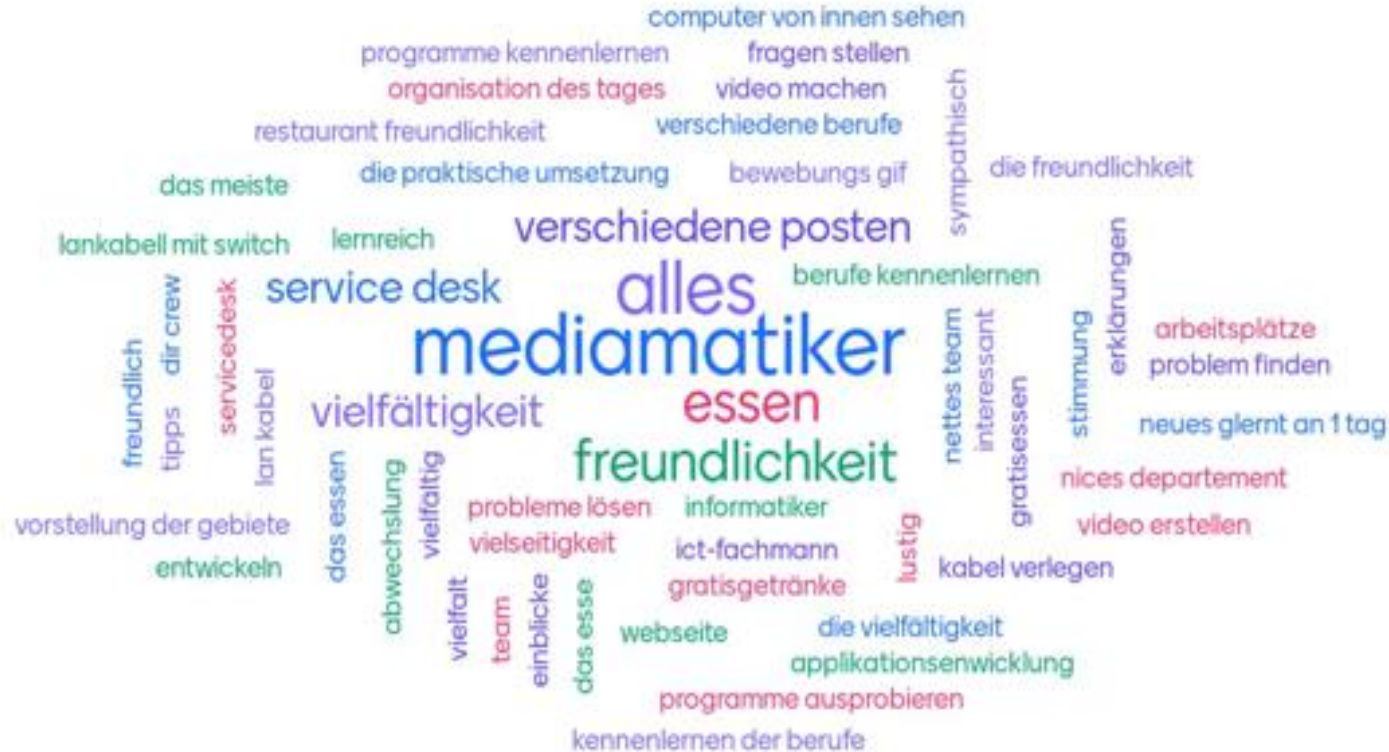 computer von innen sehen
programme kennenlernen
fragen stellen
organisation des tages
video machen
restaurant freundlichkeit
verschiedene berufe
sympathisch
die praktische umsetzung
bewebungs gif
die freundlichkeit
das meiste
verschiedene posten
lankabell mit switch
lernreich
service desk
alles
berufe kennenlernen
erklärungen
mediamatiker
freundlich
tipps
dir crew
servicedesk
lan kabel
nettes team
interessant
gratisessen
stimmung
arbeitsplätze
problem finden
vielfältigkeit
essen
neues glernt an 1 tag
freundlichkeit
nices departement
das essen
abwechslung
vielfältig
probleme lösen
informatiker
vorstellung der gebiete
video erstellen
vielseitigkeit
ict-fachmann
lustig
entwickeln
kabel verlegen
gratisgetränke
vielfalt
team
einblicke
das esse
webseite
die vielfältigkeit
applikationsenwicklung
programme ausprobieren
kennenlernen der berufe